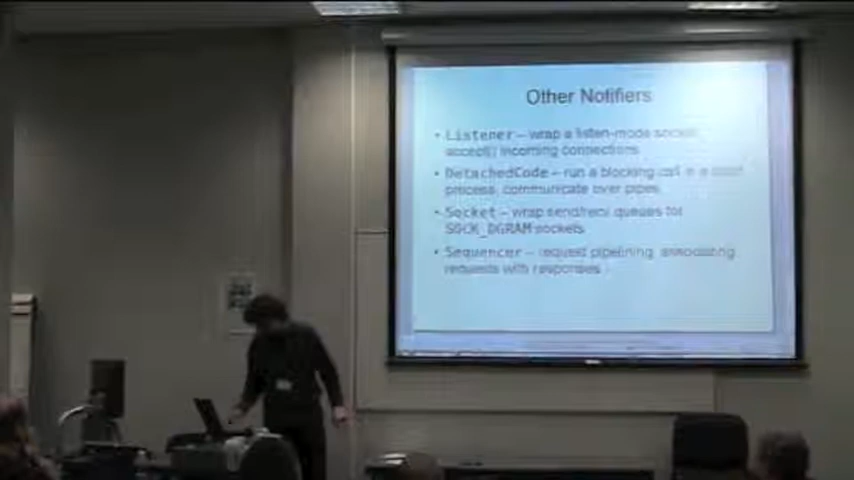 Other Notifiers
• Listener – wrap a listen-mode socket,
accept() incoming connections
• DetachedCode – run a blocking call in a
process, communicate over pipes
• Socket – wrap send/recv queues for
SOCK_DGRAM sockets
• Sequencer – request pipelining, annotating
requests with responses